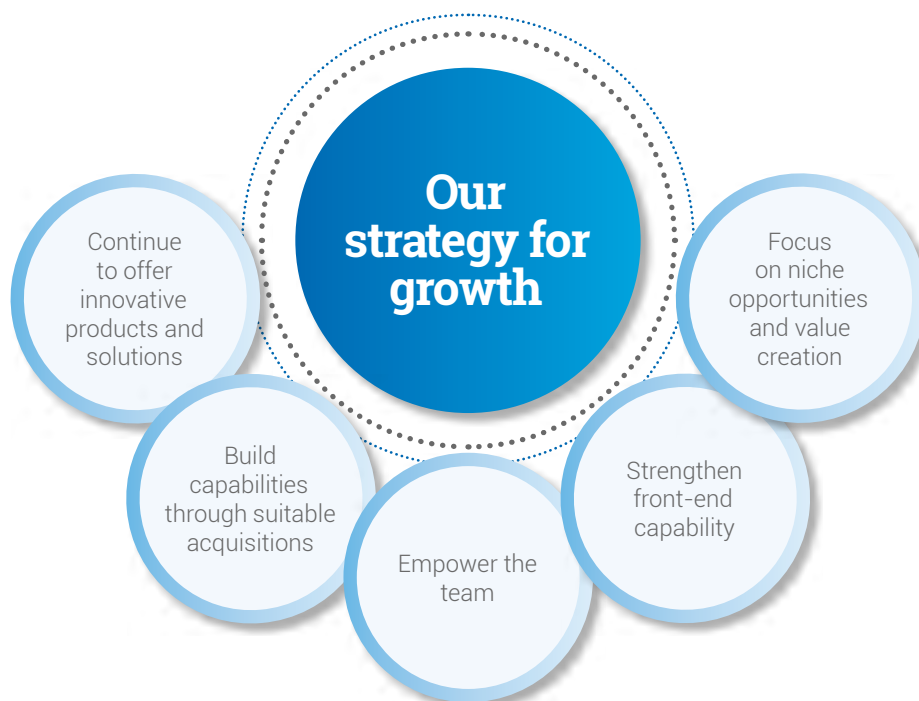 Our
strategy for
growth
Continue
to offer
innovative
products and
solutions
Build
capabilities
through suitable
acquisitions
Empower the
team
Strengthen
front-end
capability
Focus
on niche
opportunities
and value
creation